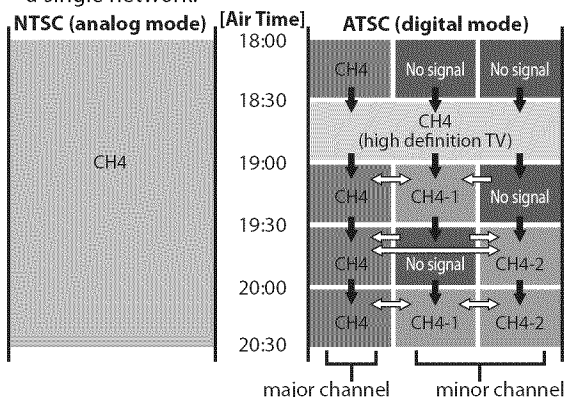 a single network.
NTSC (analog mode) [Air Time] ATSC (digital mode)
18:00
CH4 No signal No signal
18:30
CH4
(high definition TV)
CH4
19:00
CH4 CH4-1 No signal
19:30
CH4 No signal CH4-2
20:00
CH4 CH4-1 CH4-2
20:30
major channel minor channel